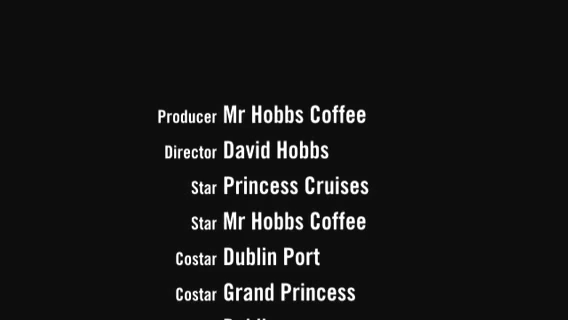 Producer Mr Hobbs Coffee
Director David Hobbs
Star Princess Cruises
Star Mr Hobbs Coffee
Costar Dublin Port
Costar Grand Princess